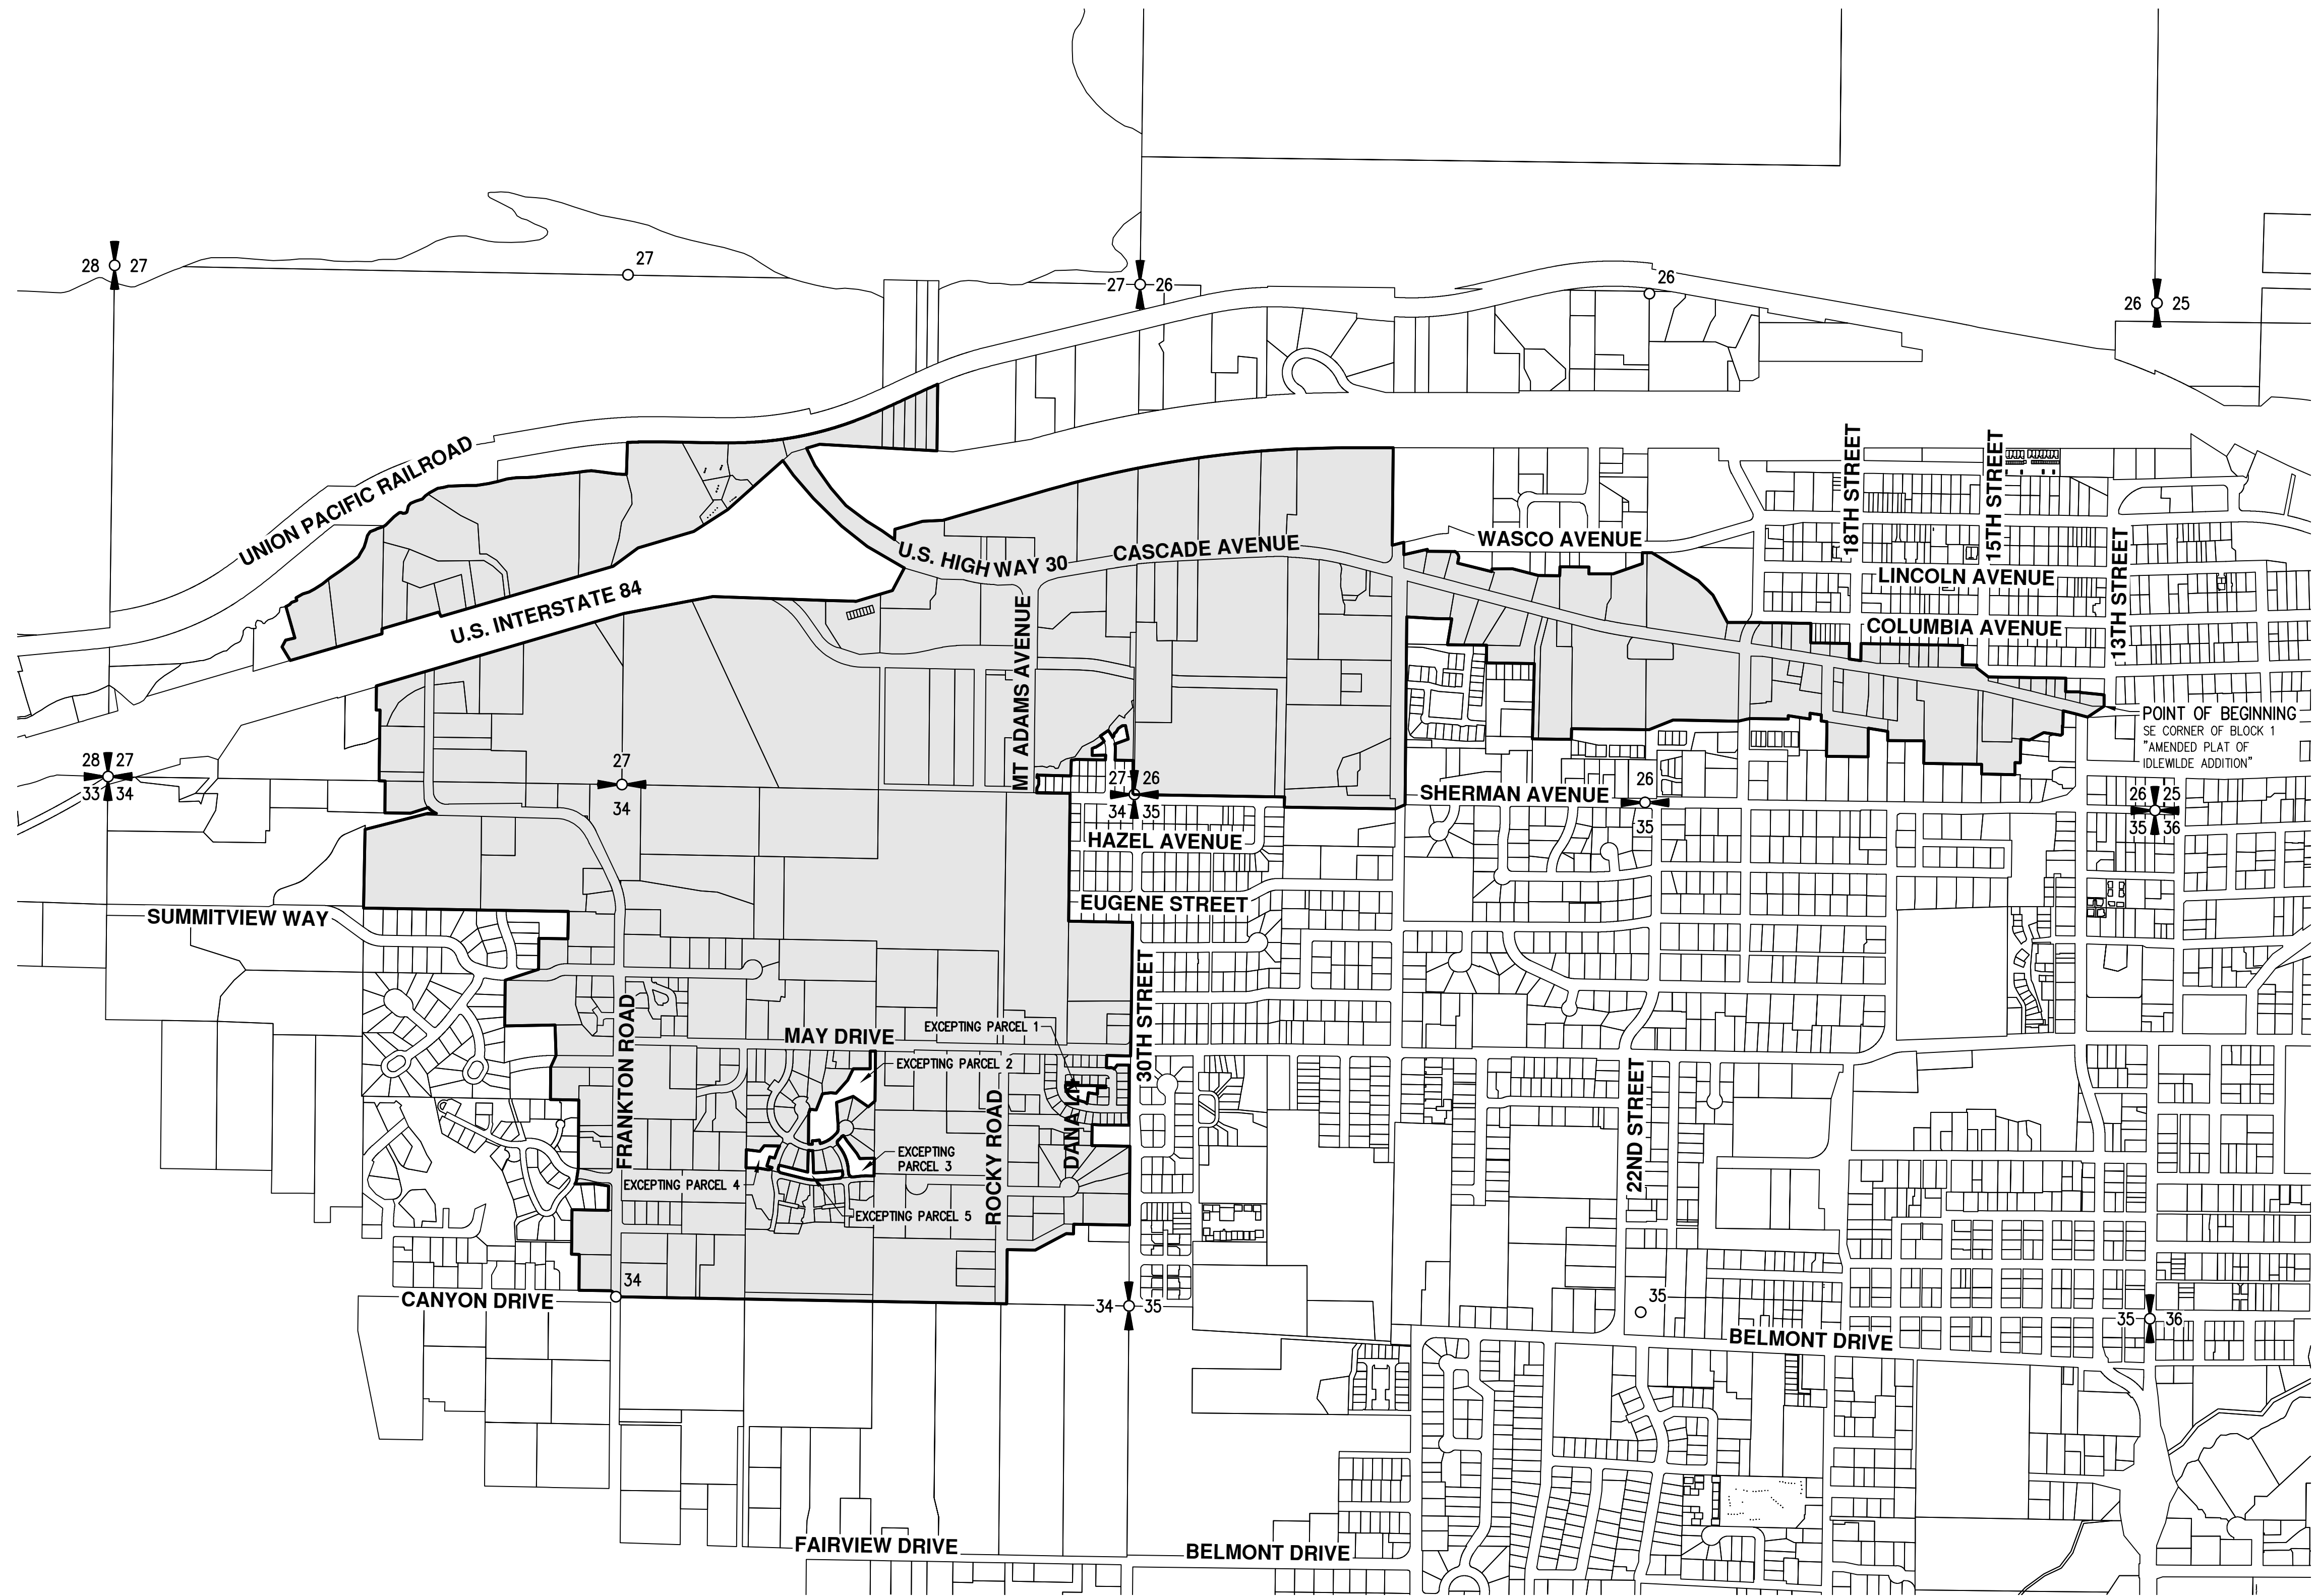 28
27
27
27
26
26
26
25
UNION PACIFIC RAILROAD
18TH STREET
15TH STREET
13TH STREET
U.S. HIGHWAY 30
CASCADE AVENUE
WASCO AVENUE
LINCOLN AVENUE
U.S. INTERSTATE 84
COLUMBIA AVENUE
MT ADAMS AVENUE
POINT OF BEGINNING
SE CORNER OF BLOCK 1
"AMENDED PLAT OF
IDLEWILDE ADDITION"
28
27
33
34
27
34
27
26
34
35
SHERMAN AVENUE
26
35
26
25
35
36
HAZEL AVENUE
EUGENE STREET
SUMMITVIEW WAY
30TH STREET
FRANKTON ROAD
MAY DRIVE
EXCEPTING PARCEL 1
EXCEPTING PARCEL 2
22ND STREET
ROCKY ROAD
EXCEPTING
PARCEL 3
EXCEPTING PARCEL 4
EXCEPTING PARCEL 5
34
CANYON DRIVE
34
35
35
35
36
BELMONT DRIVE
FAIRVIEW DRIVE
BELMONT DRIVE